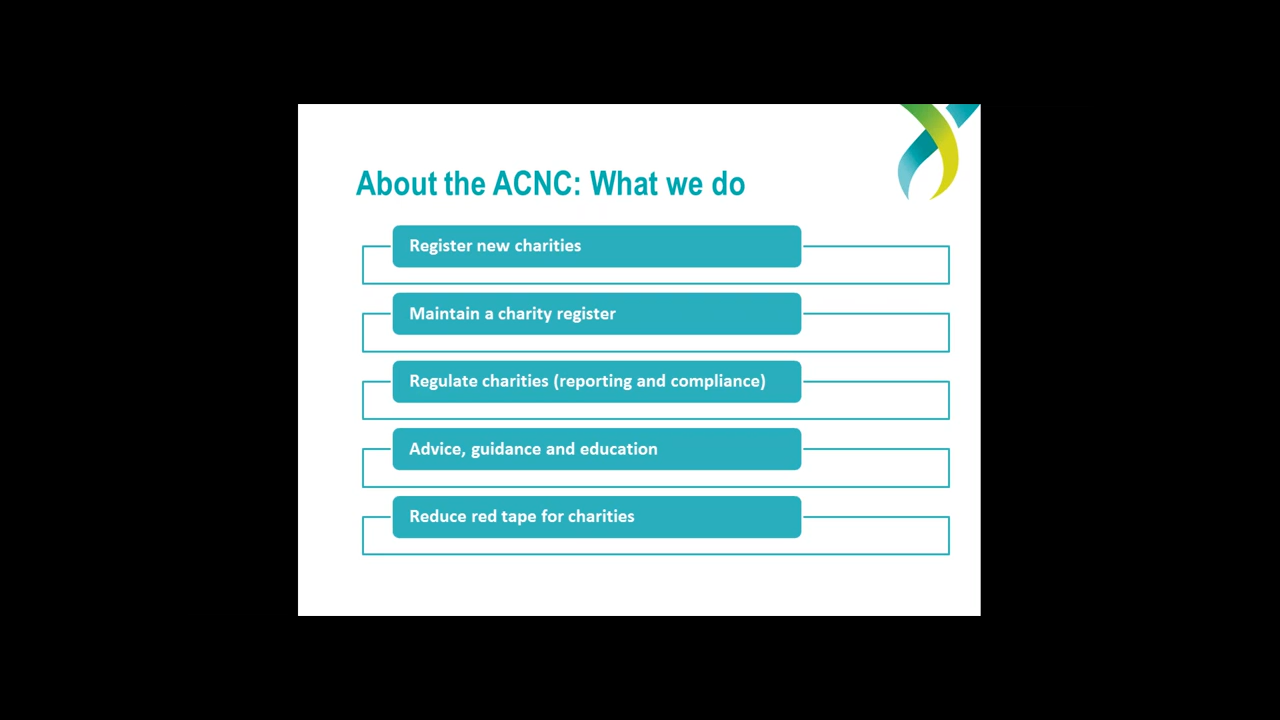 About the ACNC: What we do
Register new charities
Maintain a charity register
Regulate charities (reporting and compliance)
Advice, guidance and education
Reduce red tape for charities